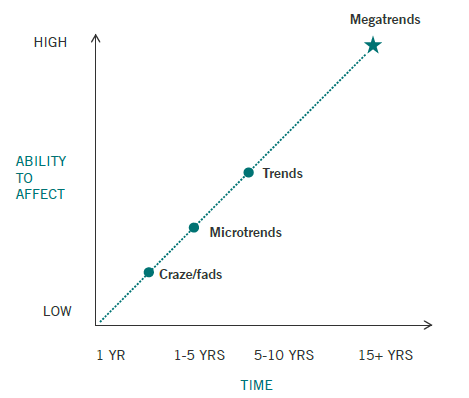 Megatrends
HIGH
ABILITY
TO
AFFECT
Trends
Microtrends
Craze/fads
LOW
1 YR
1-5 YRS
5-10 YRS
15+ YRS
TIME